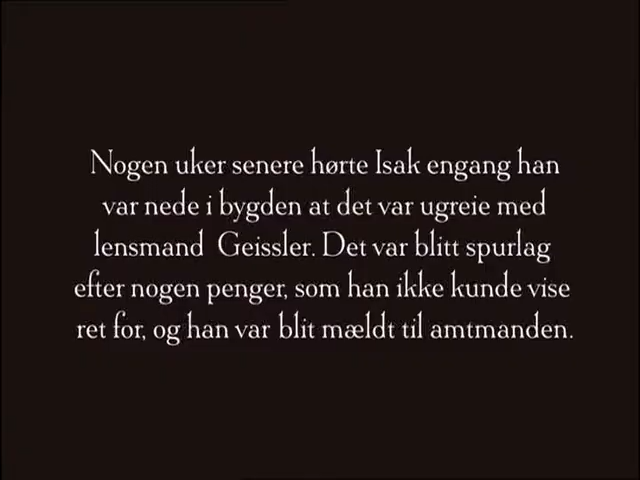 Nogen uker senere hørte Isak engang han
var nede i bygden at det var ugreie med
lensmand Geissler. Det var blitt spurlag
efter nogen penger, som han ikke kunde vise
ret for, og han var blit mældt til amtmanden.